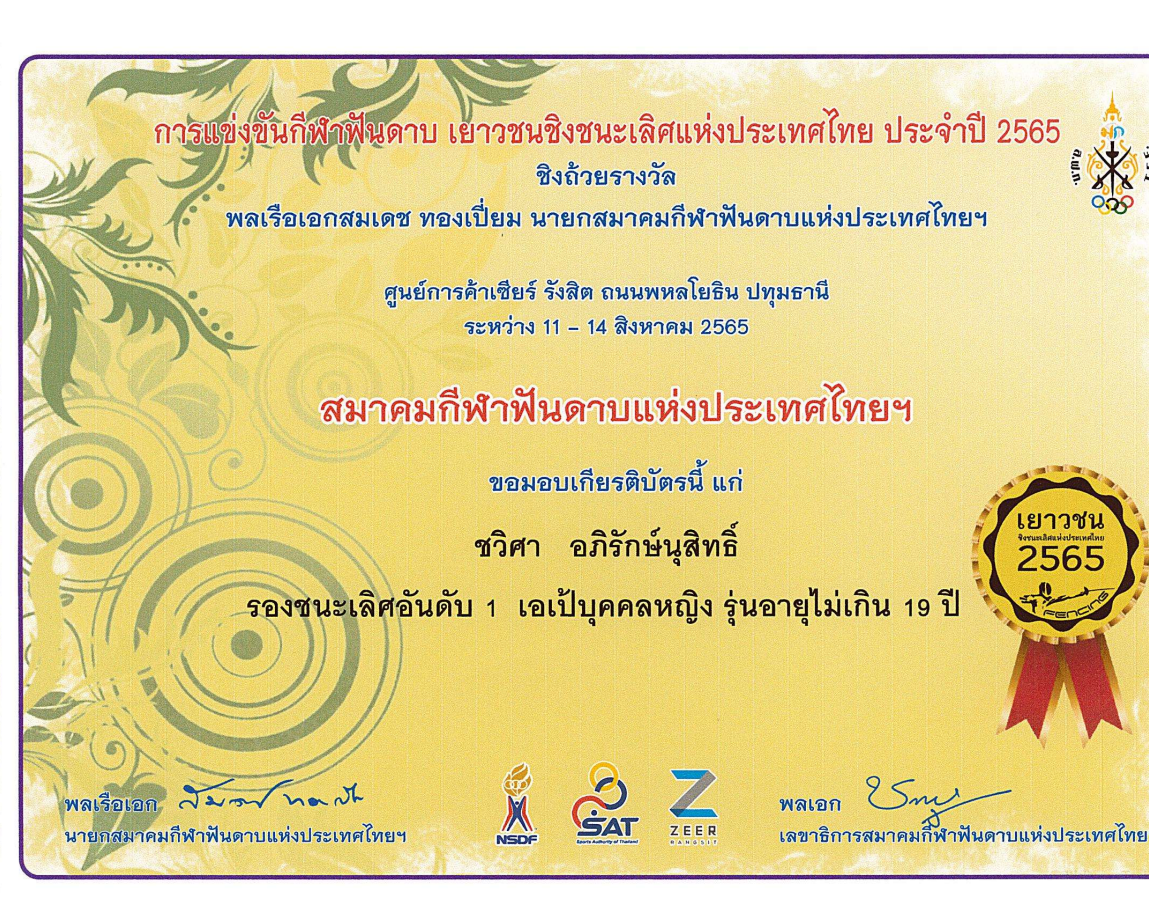 การแข่งขันกีฬาฟันดาบ เยาวชนชิงชนะเลิศแห่งประเทศไทย ประจำปี 2565
ชิงถ้วยรางวัล
พลเรือเอกสมเดช ทองเปี่ยม นายกสมาคมกีฬาฟันดาบแห่งประเทศไทยฯ
ศูนย์การค้าเซียร์ รังสิต ถนนพหลโยธิน ปทุมธานี
ระหว่าง 11 – 14 สิงหาคม 2565
สมาคมกีฬาฟันดาบแห่งประเทศไทยฯ
ขอมอบเกียรติบัตรนี้ แก่
ชวิศา อภิรักษ์นุสิทธิ์
รองชนะเลิศอันดับ 1 เอเป้บุคคลหญิง รุ่นอายุไม่เกิน 19 ปี
เยาวชน
ชิงชนะเลิศแห่งประเทศไทย
2565
FENCING
พลเรือเอก
นายกสมาคมกีฬาฟันดาบแห่งประเทศไทยฯ
NSDF
SAT
Sports Authority of Thailand
ZEER
RANGSIT
พลเอก
เลขาธิการสมาคมกีฬาฟันดาบแห่งประเทศไทย